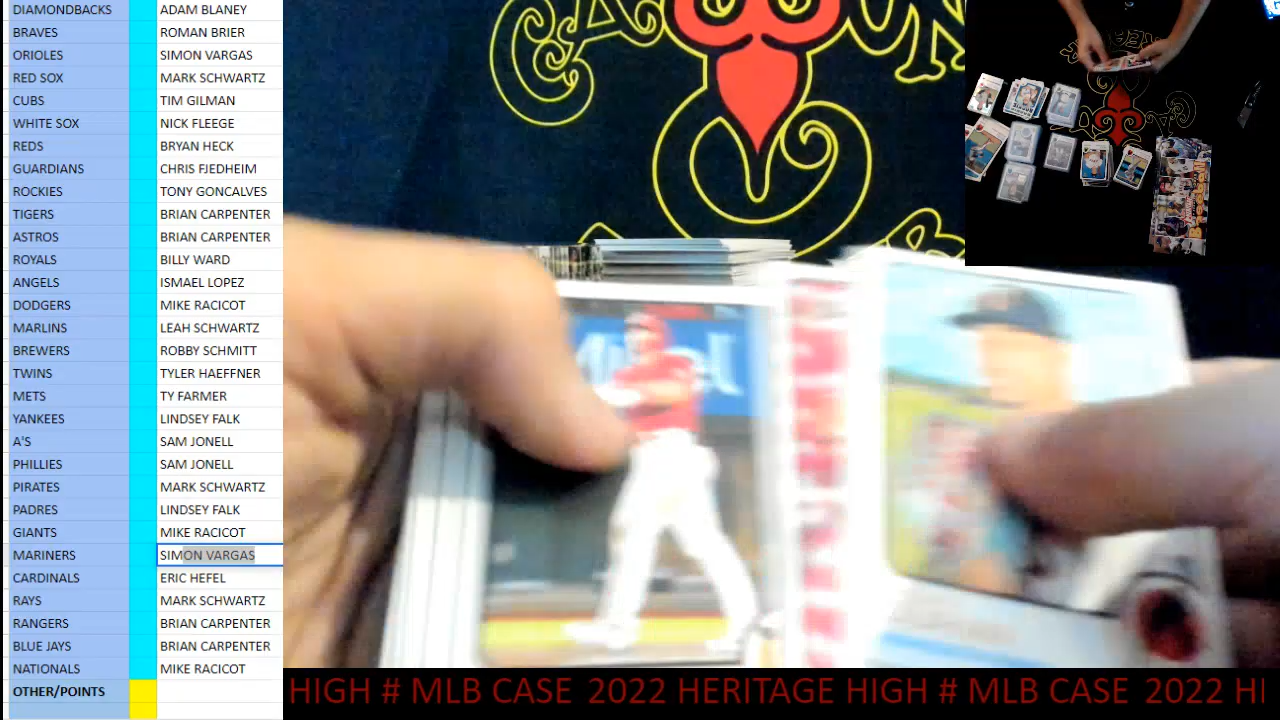 DIAMONDBACKS ADAM BLANEY
BRAVES ROMAN BRIER
ORIOLES SIMON VARGAS
RED SOX MARK SCHWARTZ
CUBS TIM GILMAN
WHITE SOX NICK FLEEGE
REDS BRYAN HECK
GUARDIANS CHRIS FJEDHEIM
ROCKIES TONY GONCALVES
TIGERS BRIAN CARPENTER
ASTROS BRIAN CARPENTER
ROYALS BILLY WARD
ANGELS ISMAEL LOPEZ
DODGERS MIKE RACICOT
MARLINS LEAH SCHWARTZ
BREWERS ROBBY SCHMITT
TWINS TYLER HAEFFNER
METS TY FARMER
YANKEES LINDSEY FALK
A'S SAM JONELL
PHILLIES SAM JONELL
PIRATES MARK SCHWARTZ
PADRES LINDSEY FALK
GIANTS MIKE RACICOT
MARINERS SIMON VARGAS
CARDINALS ERIC HEFEL
RAYS MARK SCHWARTZ
RANGERS BRIAN CARPENTER
BLUE JAYS BRIAN CARPENTER
NATIONALS MIKE RACICOT
OTHER/POINTS
HIGH # MLB CASE 2022 HERITAGE HIGH # MLB CASE 2022 HI
Baseball